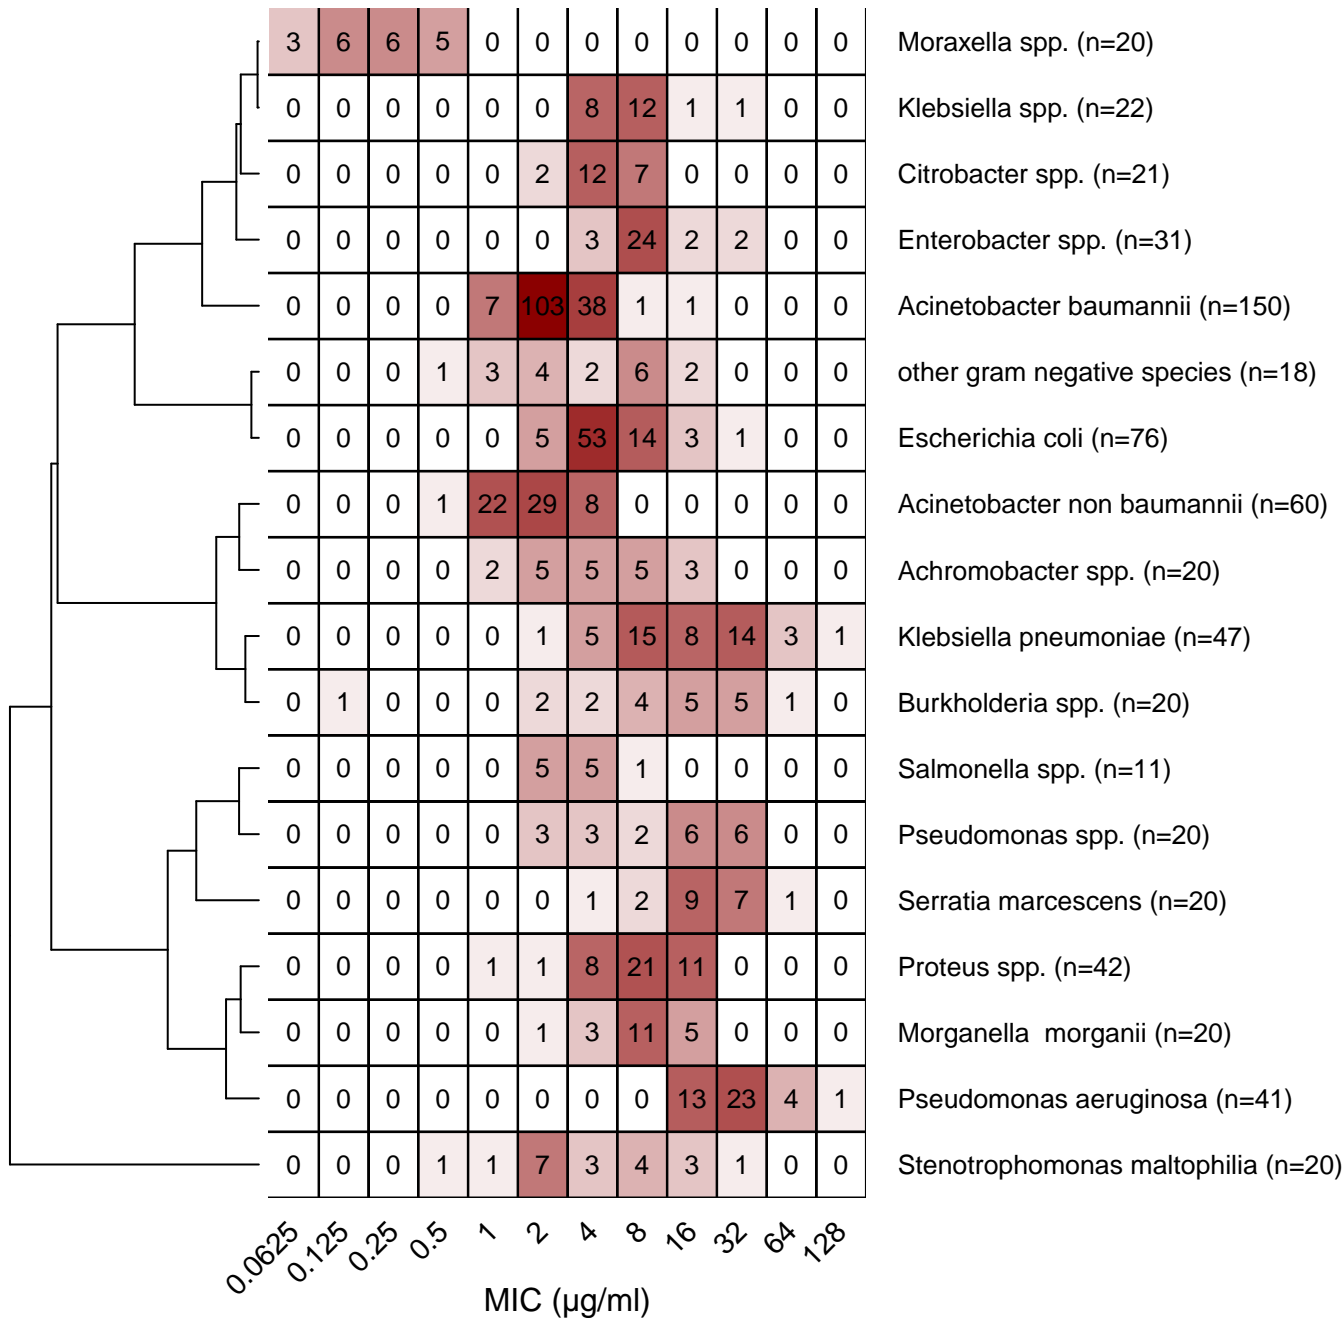 3 6 6 5 0 0 0 0 0 0 0 0 Moraxella spp. (n=20)
0 0 0 0 0 0 8 12 1 1 0 0 Klebsiella spp. (n=22)
0 0 0 0 0 2 12 7 0 0 0 0 Citrobacter spp. (n=21)
0 0 0 0 0 0 3 24 2 2 0 0 Enterobacter spp. (n=31)
0 0 0 0 7 103 38 1 1 0 0 0 Acinetobacter baumannii (n=150)
0 0 0 1 3 4 2 6 2 0 0 0 other gram negative species (n=18)
0 0 0 0 0 5 53 14 3 1 0 0 Escherichia coli (n=76)
0 0 0 1 22 29 8 0 0 0 0 0 Acinetobacter non baumannii (n=60)
0 0 0 0 2 5 5 5 3 0 0 0 Achromobacter spp. (n=20)
0 0 0 0 0 1 5 15 8 14 3 1 Klebsiella pneumoniae (n=47)
0 1 0 0 0 2 2 4 5 5 1 0 Burkholderia spp. (n=20)
0 0 0 0 0 5 5 1 0 0 0 0 Salmonella spp. (n=11)
0 0 0 0 0 3 3 2 6 6 0 0 Pseudomonas spp. (n=20)
0 0 0 0 0 0 1 2 9 7 1 0 Serratia marcescens (n=20)
0 0 0 0 1 1 8 21 11 0 0 0 Proteus spp. (n=42)
0 0 0 0 0 1 3 11 5 0 0 0 Morganella  morganii (n=20)
0 0 0 0 0 0 0 0 13 23 4 1 Pseudomonas aeruginosa (n=41)
0 0 0 1 1 7 3 4 3 1 0 0 Stenotrophomonas maltophilia (n=20)
0.0625 0.125 0.25 0.5 1 2 4 8 16 32 64 128
MIC (µg/ml)